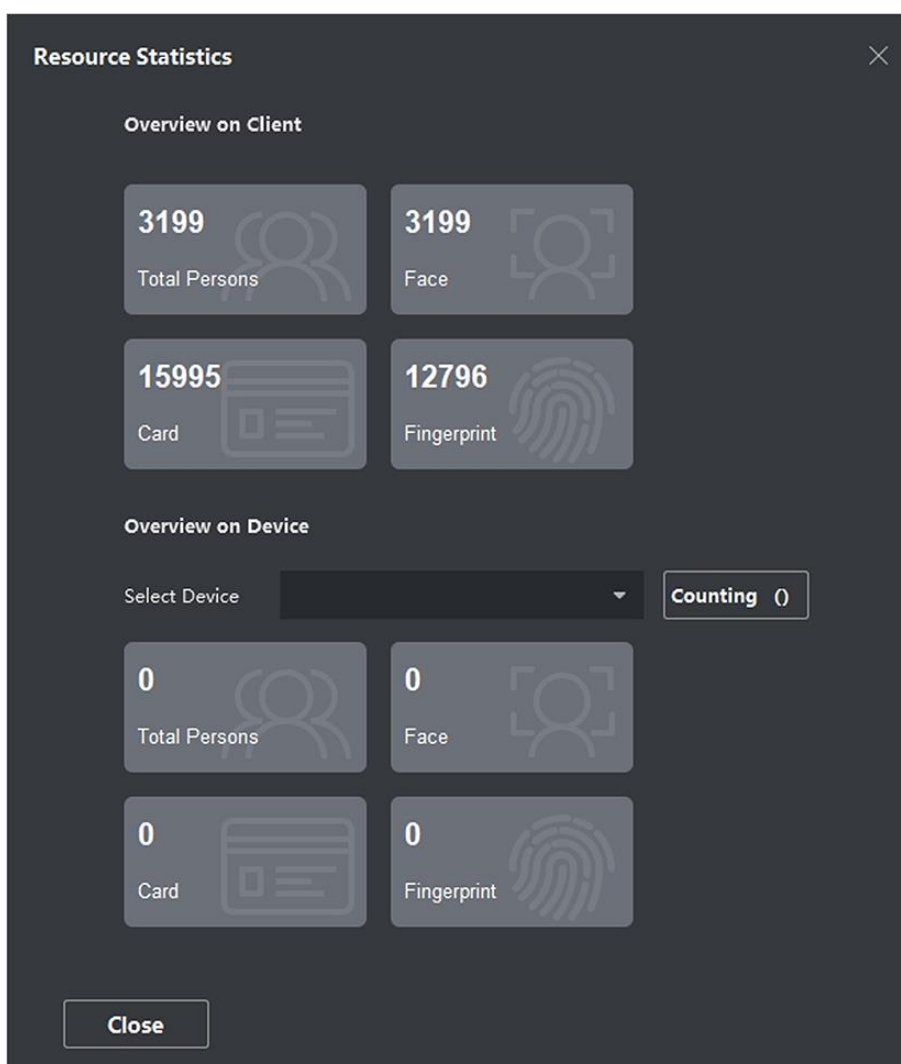 Resource Statistics
Overview on Client
3199
Total Persons
3199
Face
15995
Card
12796
Fingerprint
Overview on Device
Select Device
Counting ()
0
Total Persons
0
Face
0
Card
0
Fingerprint
Close